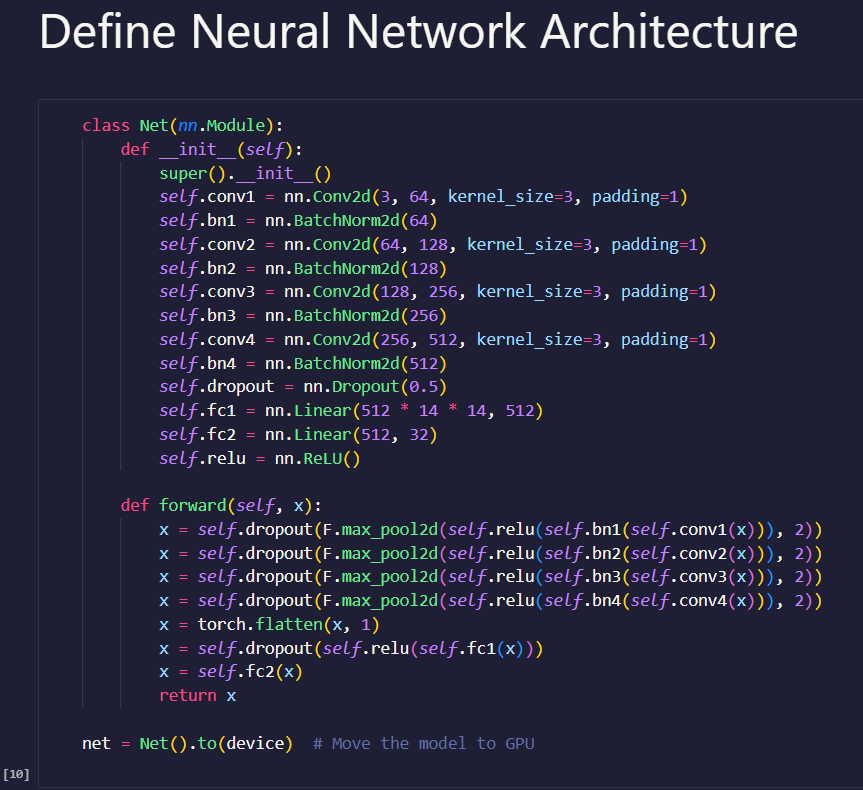 Define Neural Network Architecture
class Net(nn.Module):
    def __init__(self):
        super().__init__()
        self.conv1 = nn.Conv2d(3, 64, kernel_size=3, padding=1)
        self.bn1 = nn.BatchNorm2d(64)
        self.conv2 = nn.Conv2d(64, 128, kernel_size=3, padding=1)
        self.bn2 = nn.BatchNorm2d(128)
        self.conv3 = nn.Conv2d(128, 256, kernel_size=3, padding=1)
        self.bn3 = nn.BatchNorm2d(256)
        self.conv4 = nn.Conv2d(256, 512, kernel_size=3, padding=1)
        self.bn4 = nn.BatchNorm2d(512)
        self.dropout = nn.Dropout(0.5)
        self.fc1 = nn.Linear(512 * 14 * 14, 512)
        self.fc2 = nn.Linear(512, 32)
        self.relu = nn.ReLU()
    def forward(self, x):
        x = self.dropout(F.max_pool2d(self.relu(self.bn1(self.conv1(x))), 2))
        x = self.dropout(F.max_pool2d(self.relu(self.bn2(self.conv2(x))), 2))
        x = self.dropout(F.max_pool2d(self.relu(self.bn3(self.conv3(x))), 2))
        x = self.dropout(F.max_pool2d(self.relu(self.bn4(self.conv4(x))), 2))
        x = torch.flatten(x, 1)
        x = self.dropout(self.relu(self.fc1(x)))
        x = self.fc2(x)
        return x
net = Net().to(device)  # Move the model to GPU
[10]